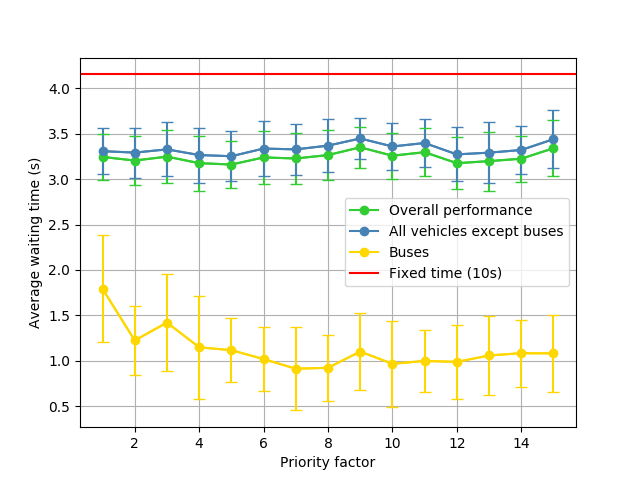 4.0
3.5
3.0
2.5
2.0
1.5
1.0
0.5
Average waiting time (s)
Overall performance
All vehicles except buses
Buses
Fixed time (10s)
2 4 6 8 10 12 14
Priority factor